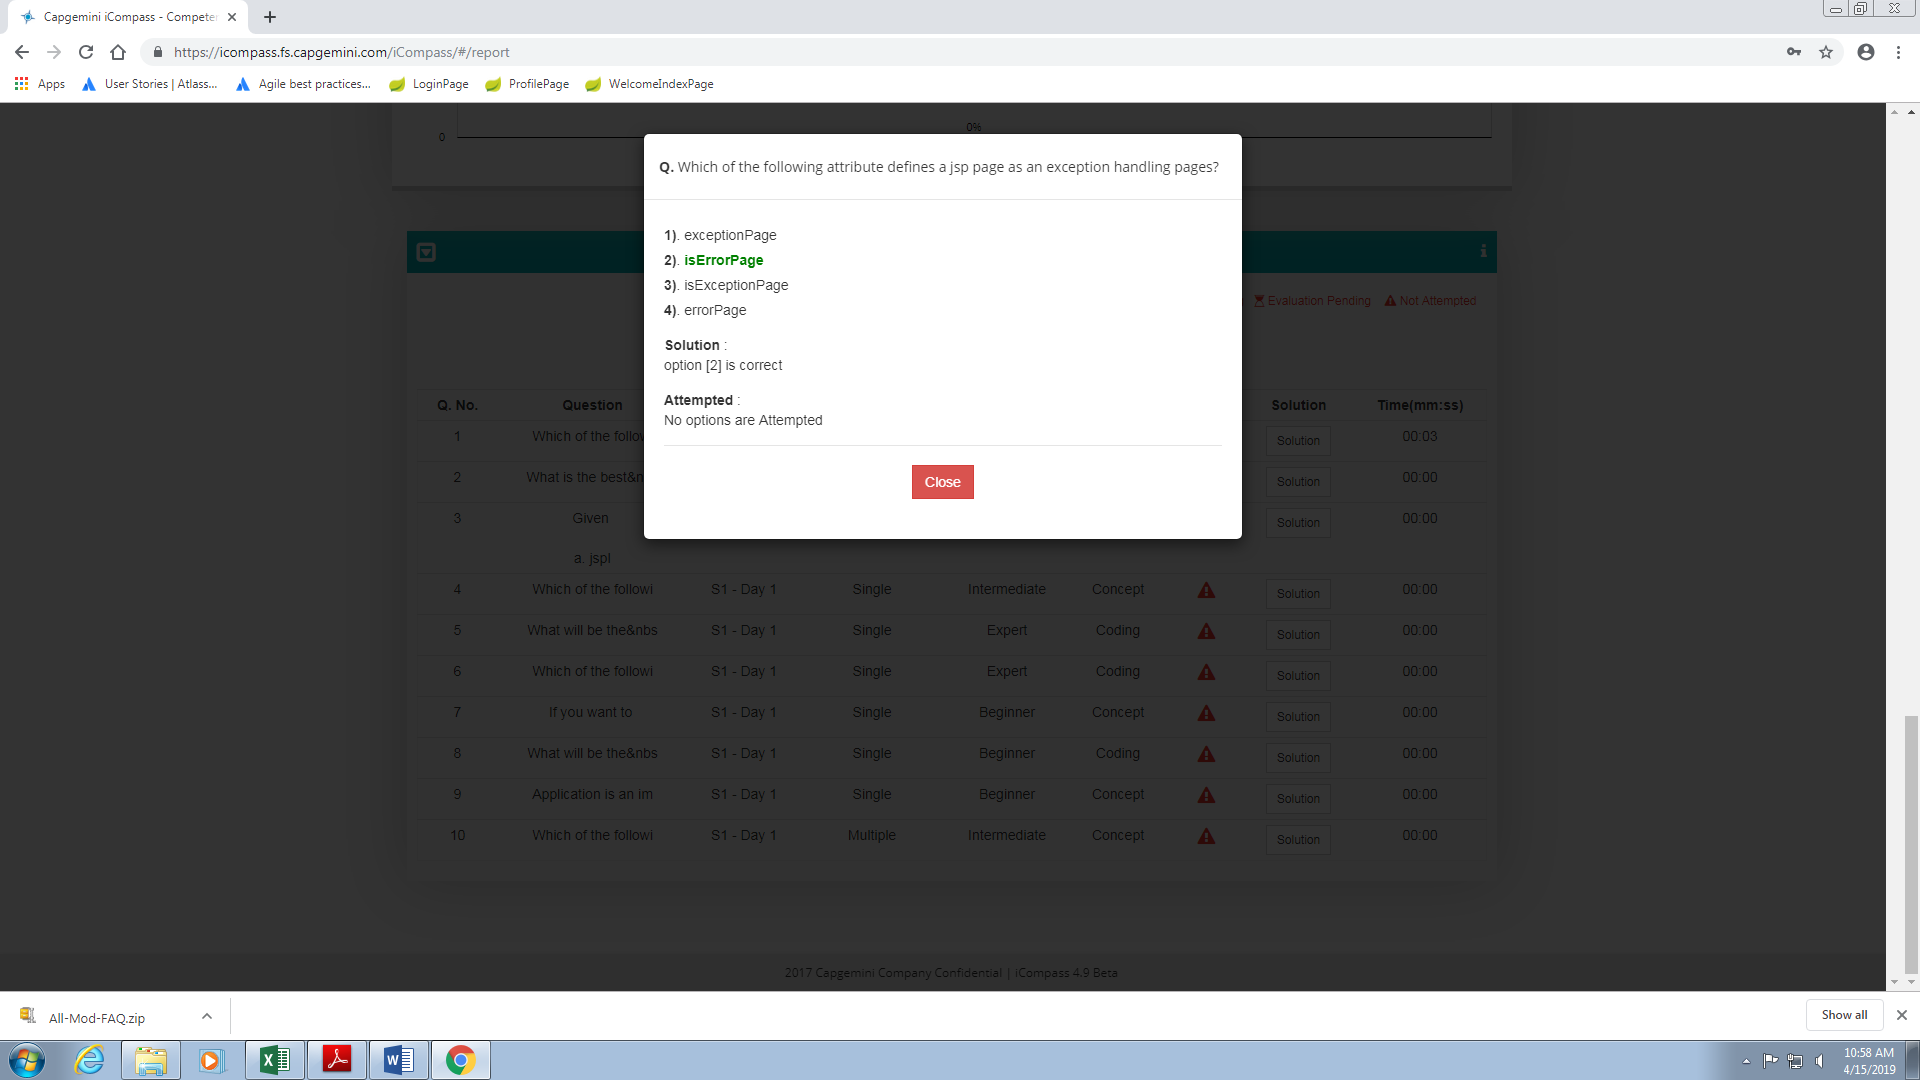 Capgemini iCompass - Competer
https://icompass.fs.capgemini.com/iCompass/#/report
Apps User Stories | Atlass... Agile best practices... LoginPage ProfilePage WelcomeIndexPage
0
0%
Q. Which of the following attribute defines a jsp page as an exception handling pages?
1). exceptionPage
2). isErrorPage
3). isExceptionPage
4). errorPage
Solution :
option [2] is correct
Attempted :
No options are Attempted
Close
Evaluation Pending Not Attempted
Q. No. Question Solution Time(mm:ss)
1 Which of the follow Solution 00:03
2 What is the best&n Solution 00:00
3 Given Solution 00:00
a. jspI
4 Which of the followi S1 - Day 1 Single Intermediate Concept Solution 00:00
5 What will be the&nbs S1 - Day 1 Single Expert Coding Solution 00:00
6 Which of the followi S1 - Day 1 Single Expert Coding Solution 00:00
7 If you want to S1 - Day 1 Single Beginner Concept Solution 00:00
8 What will be the&nbs S1 - Day 1 Single Beginner Coding Solution 00:00
9 Application is an im S1 - Day 1 Single Beginner Concept Solution 00:00
10 Which of the followi S1 - Day 1 Multiple Intermediate Concept Solution 00:00
2017 Capgemini Company Confidential | iCompass 4.9 Beta
All-Mod-FAQ.zip
Show all
10:58 AM
4/15/2019